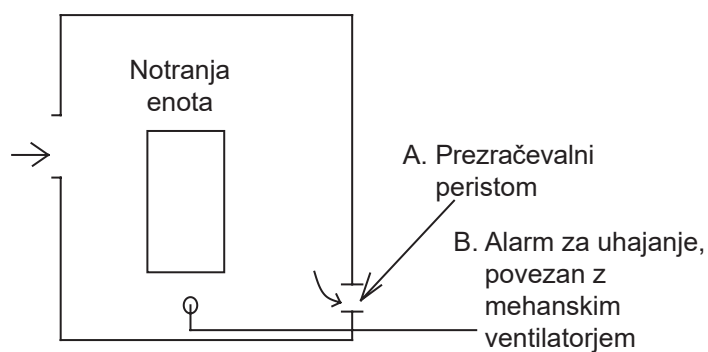 Notranja
enota
A. Prezračevalni
peristom
B. Alarm za uhajanje,
povezan z
mehanskim
ventilatorjem